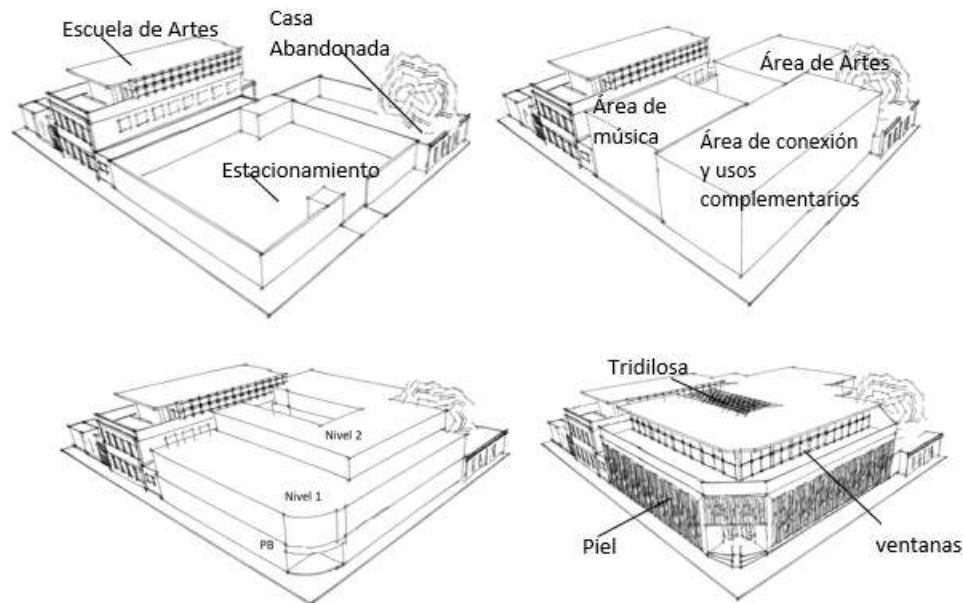 Escuela de Artes
Casa
Abandonada
Estacionamiento
Área de Artes
Área de
música
Área de conexión
y usos
complementarios
Nivel 2
Nivel 1
PB
Tridilosa
Piel
ventanas